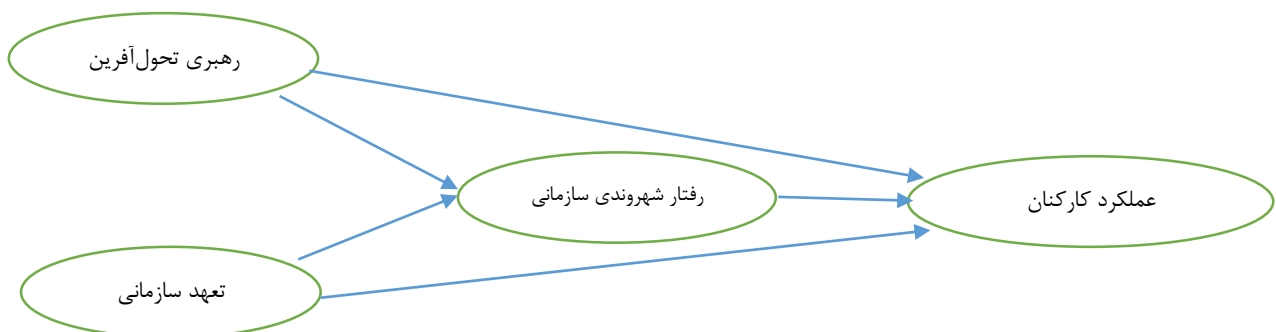 رهبری تحول‌آفرین
رفتار شهروندی سازمانی
عملکرد کارکنان
تعهد سازمانی